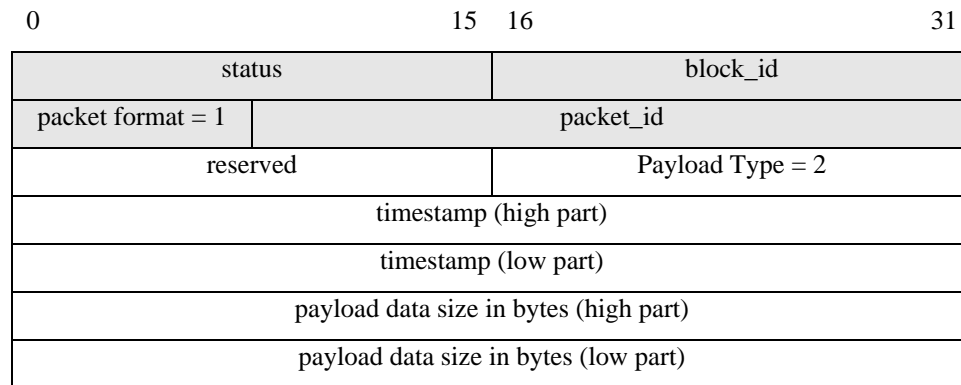 0 15 16 31
status block_id
packet format = 1 packet_id
reserved Payload Type = 2
timestamp (high part)
timestamp (low part)
payload data size in bytes (high part)
payload data size in bytes (low part)